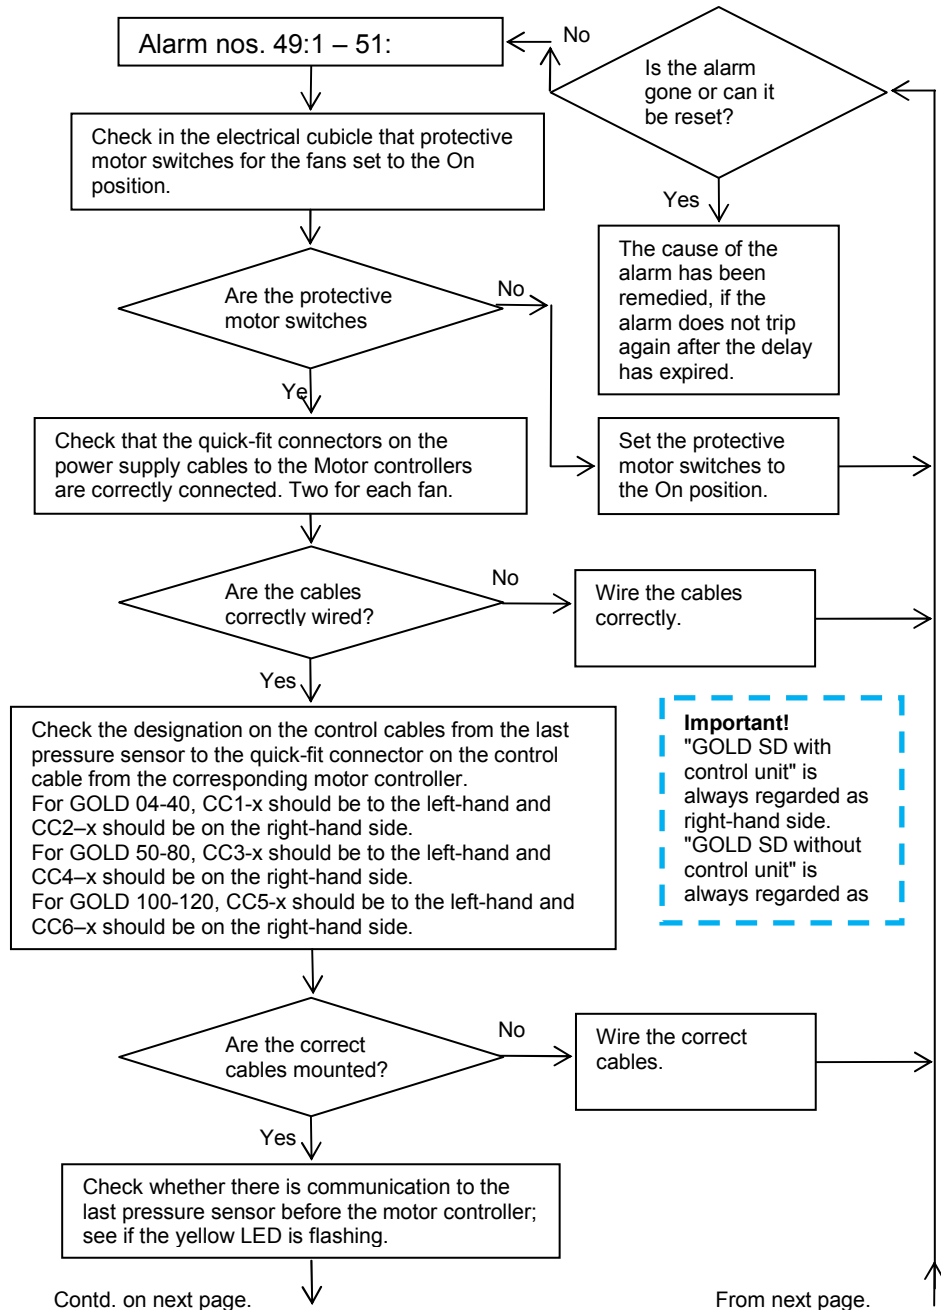 Alarm nos. 49:1 – 51:
No
Is the alarm
gone or can it
be reset?
Yes
The cause of the
alarm has been
remedied, if the
alarm does not trip
again after the delay
has expired.
Check in the electrical cubicle that protective
motor switches for the fans set to the On
position.
Are the protective
motor switches
No
Ye
Set the protective
motor switches to
the On position.
Check that the quick-fit connectors on the
power supply cables to the Motor controllers
are correctly connected. Two for each fan.
Are the cables
correctly wired?
No
Wire the cables
correctly.
Yes
Check the designation on the control cables from the last
pressure sensor to the quick-fit connector on the control
cable from the corresponding motor controller.
For GOLD 04-40, CC1-x should be to the left-hand and
CC2–x should be on the right-hand side.
For GOLD 50-80, CC3-x should be to the left-hand and
CC4–x should be on the right-hand side.
For GOLD 100-120, CC5-x should be to the left-hand and
CC6–x should be on the right-hand side.
Important!
"GOLD SD with
control unit" is
always regarded as
right-hand side.
"GOLD SD without
control unit" is
always regarded as
Are the correct
cables mounted?
No
Wire the correct
cables.
Yes
Check whether there is communication to the
last pressure sensor before the motor controller;
see if the yellow LED is flashing.
Contd. on next page.
From next page.